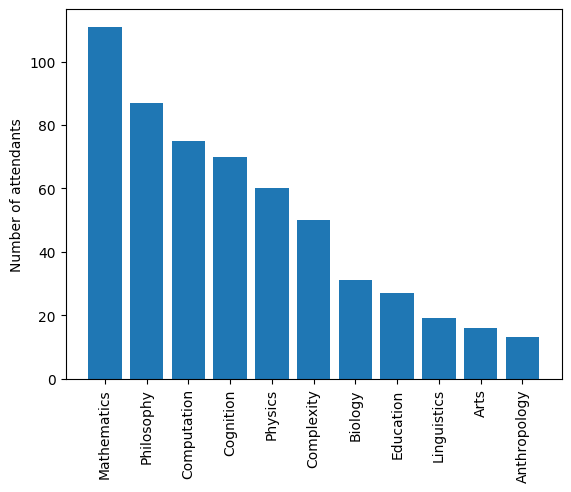 Number of attendants
100
80
60
40
20
0
Mathematics
Philosophy
Computation
Cognition
Physics
Complexity
Biology
Education
Linguistics
Arts
Anthropology